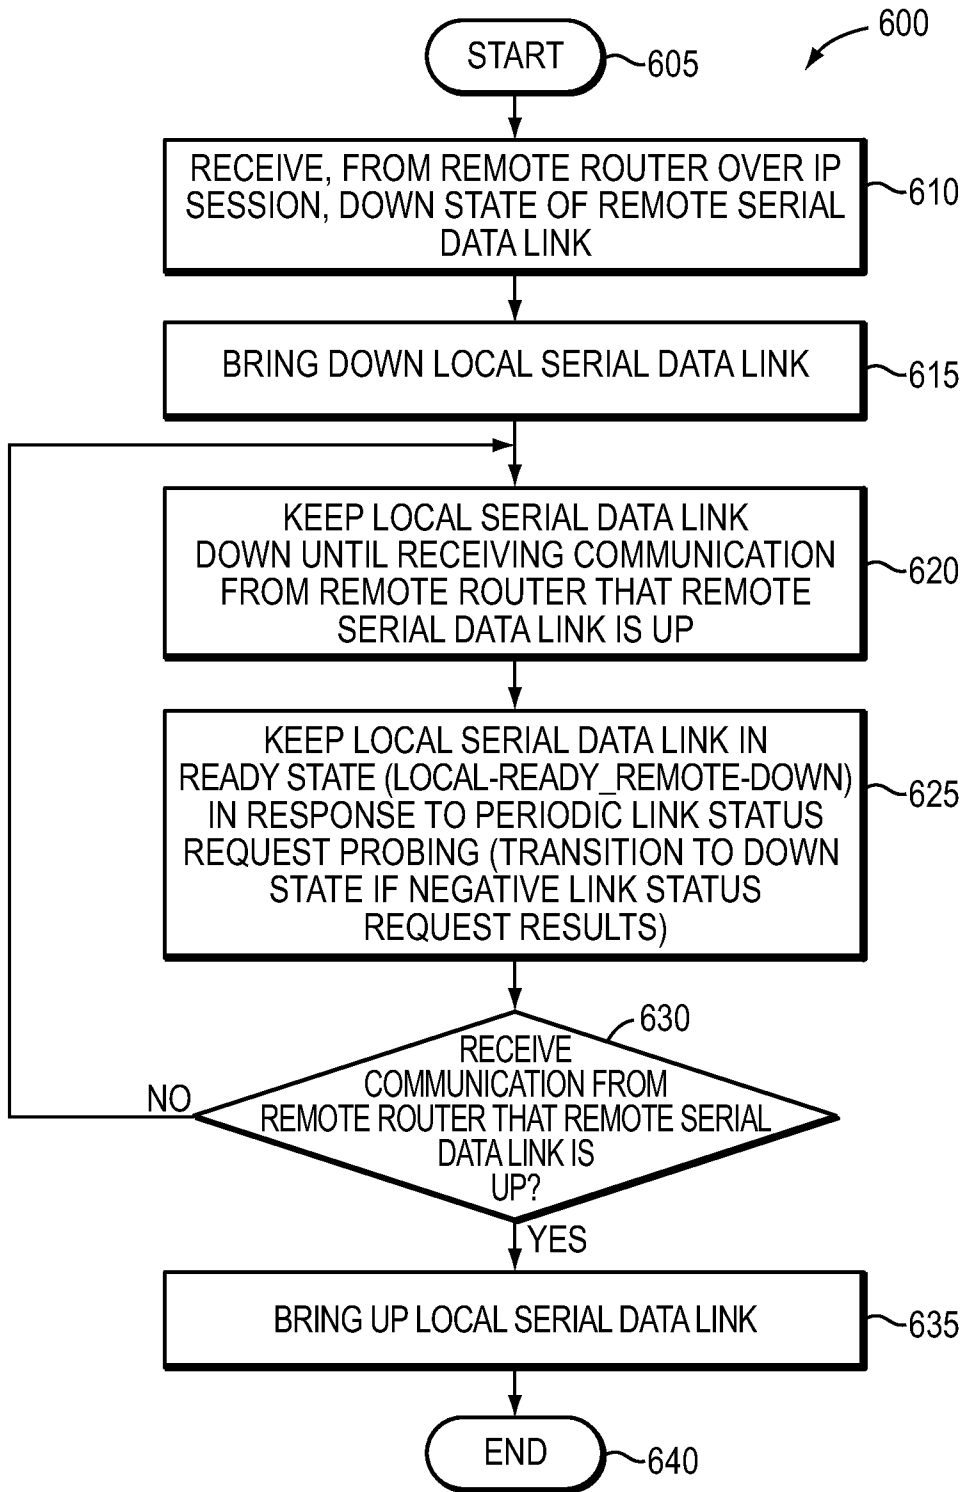 600
START
605
RECEIVE, FROM REMOTE ROUTER OVER IP
SESSION, DOWN STATE OF REMOTE SERIAL
DATA LINK
610
BRING DOWN LOCAL SERIAL DATA LINK
615
KEEP LOCAL SERIAL DATA LINK
DOWN UNTIL RECEIVING COMMUNICATION
FROM REMOTE ROUTER THAT REMOTE
SERIAL DATA LINK IS UP
620
KEEP LOCAL SERIAL DATA LINK IN
READY STATE (LOCAL-READY_REMOTE-DOWN)
IN RESPONSE TO PERIODIC LINK STATUS
REQUEST PROBING (TRANSITION TO DOWN
STATE IF NEGATIVE LINK STATUS
REQUEST RESULTS)
625
630
RECEIVE
COMMUNICATION FROM
REMOTE ROUTER THAT REMOTE SERIAL
DATA LINK IS
UP?
NO
YES
BRING UP LOCAL SERIAL DATA LINK
635
END
640